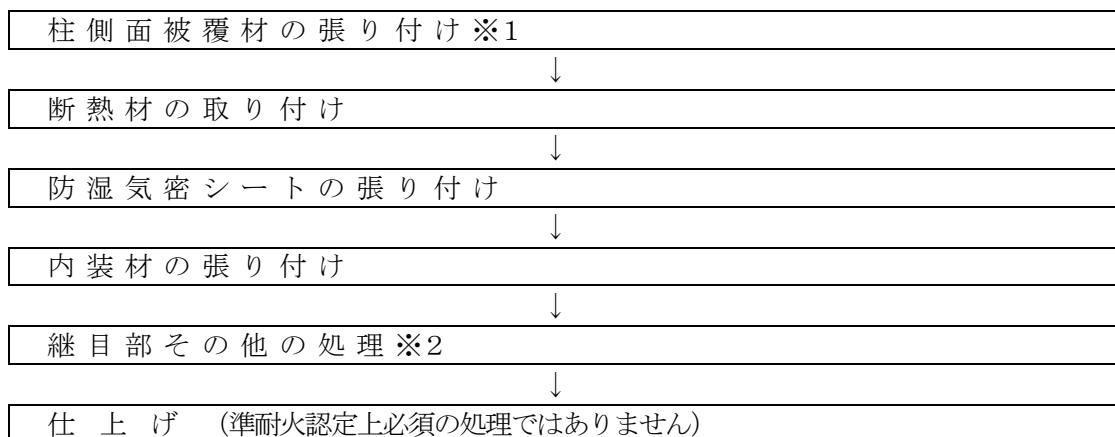 柱側面被覆材の張り付け※1
↓
断熱材の取り付け
↓
防湿気密シートの張り付け
↓
内装材の張り付け
↓
継目部その他の処理※2
↓
仕上げ (準耐火認定上必須の処理ではありません)